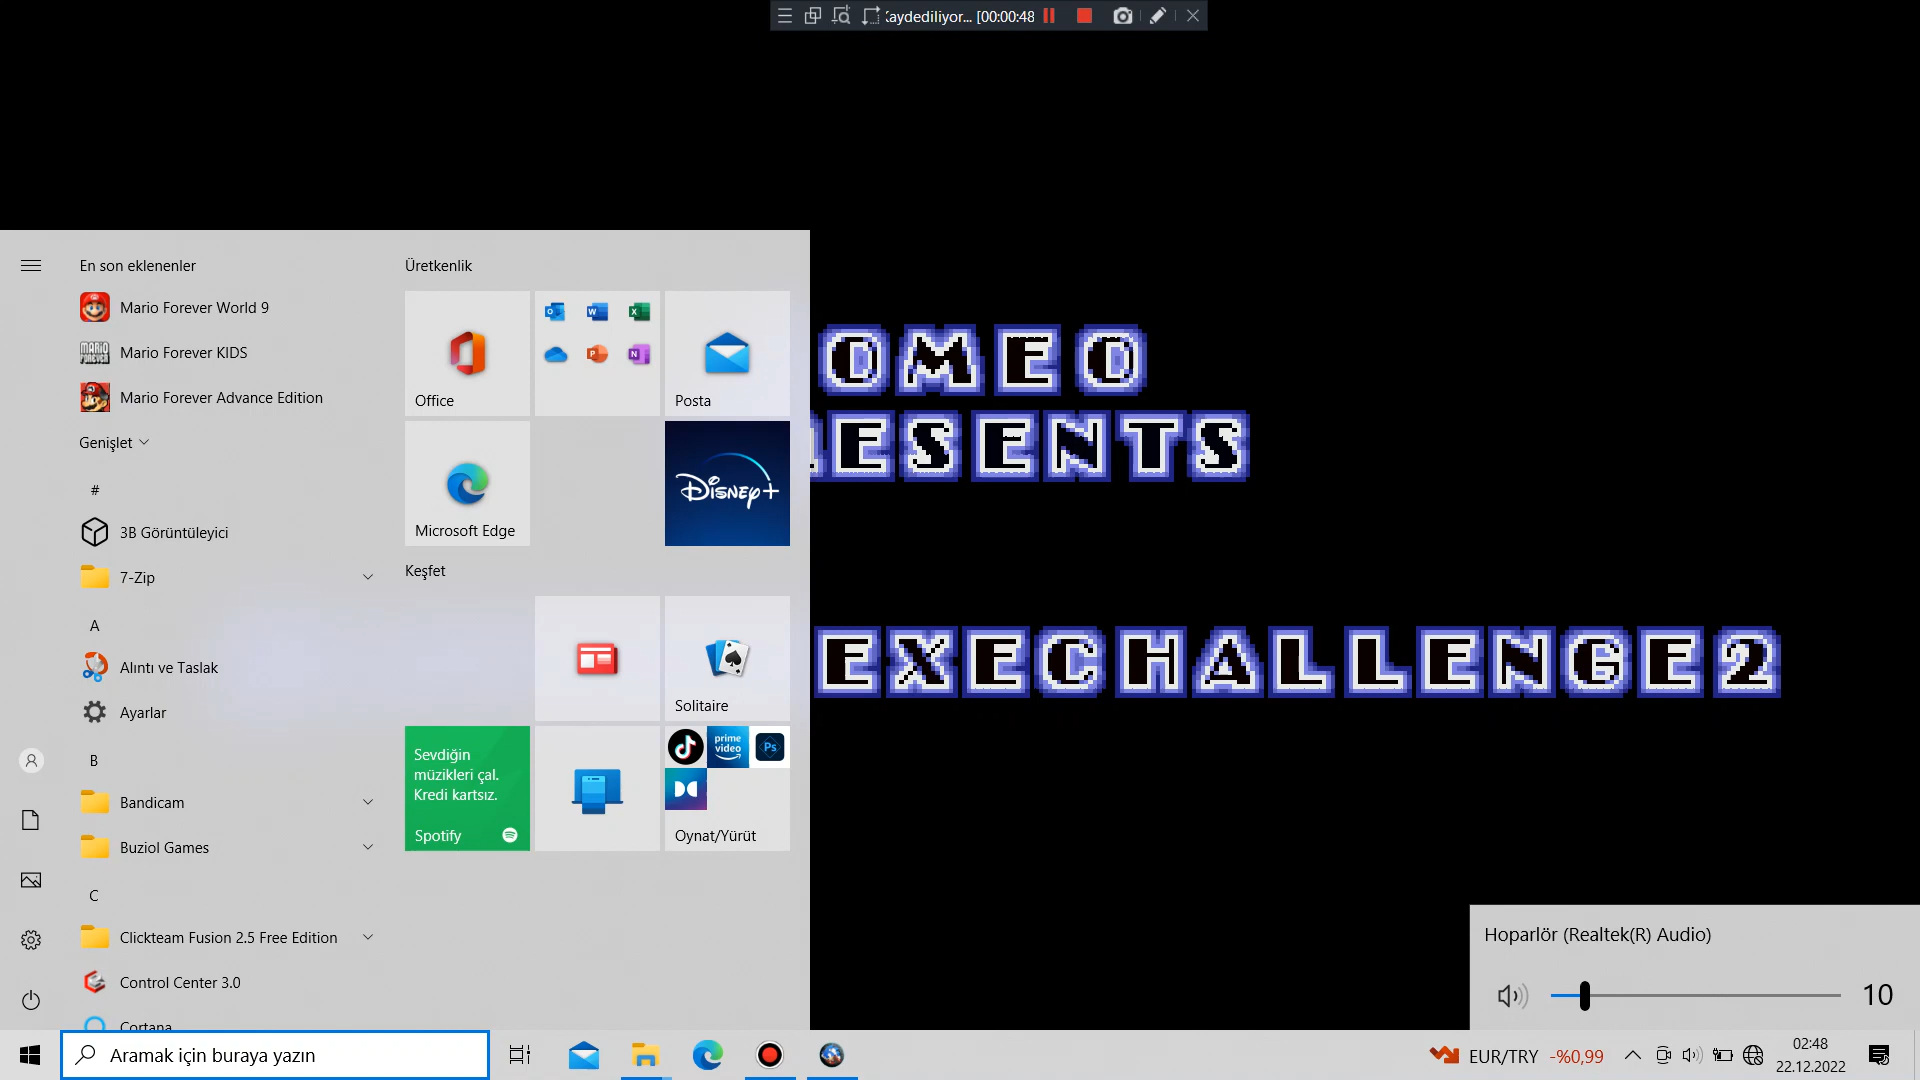 Kaydediliyor... [00:00:48
En son eklenenler
Mario Forever World 9
Mario Forever KIDS
Mario Forever Advance Edition
Genişlet
#
3B Görüntüleyici
7-Zip
A
Alıntı ve Taslak
Ayarlar
B
Bandicam
Buziol Games
C
Clickteam Fusion 2.5 Free Edition
Control Center 3.0
Cortana
Üretkenlik
Office
Posta
Microsoft Edge
Disney+
Keşfet
Solitaire
Sevdiğin
müzikleri çal.
Kredi kartsız.
Spotify
prime
video
Ps
Oynat/Yürüt
OMEO
ESENTS
EXECHALLENGE2
Hoparlör (Realtek(R) Audio)
10
Aramak için buraya yazın
EUR/TRY -%0,99
02:48
22.12.2022